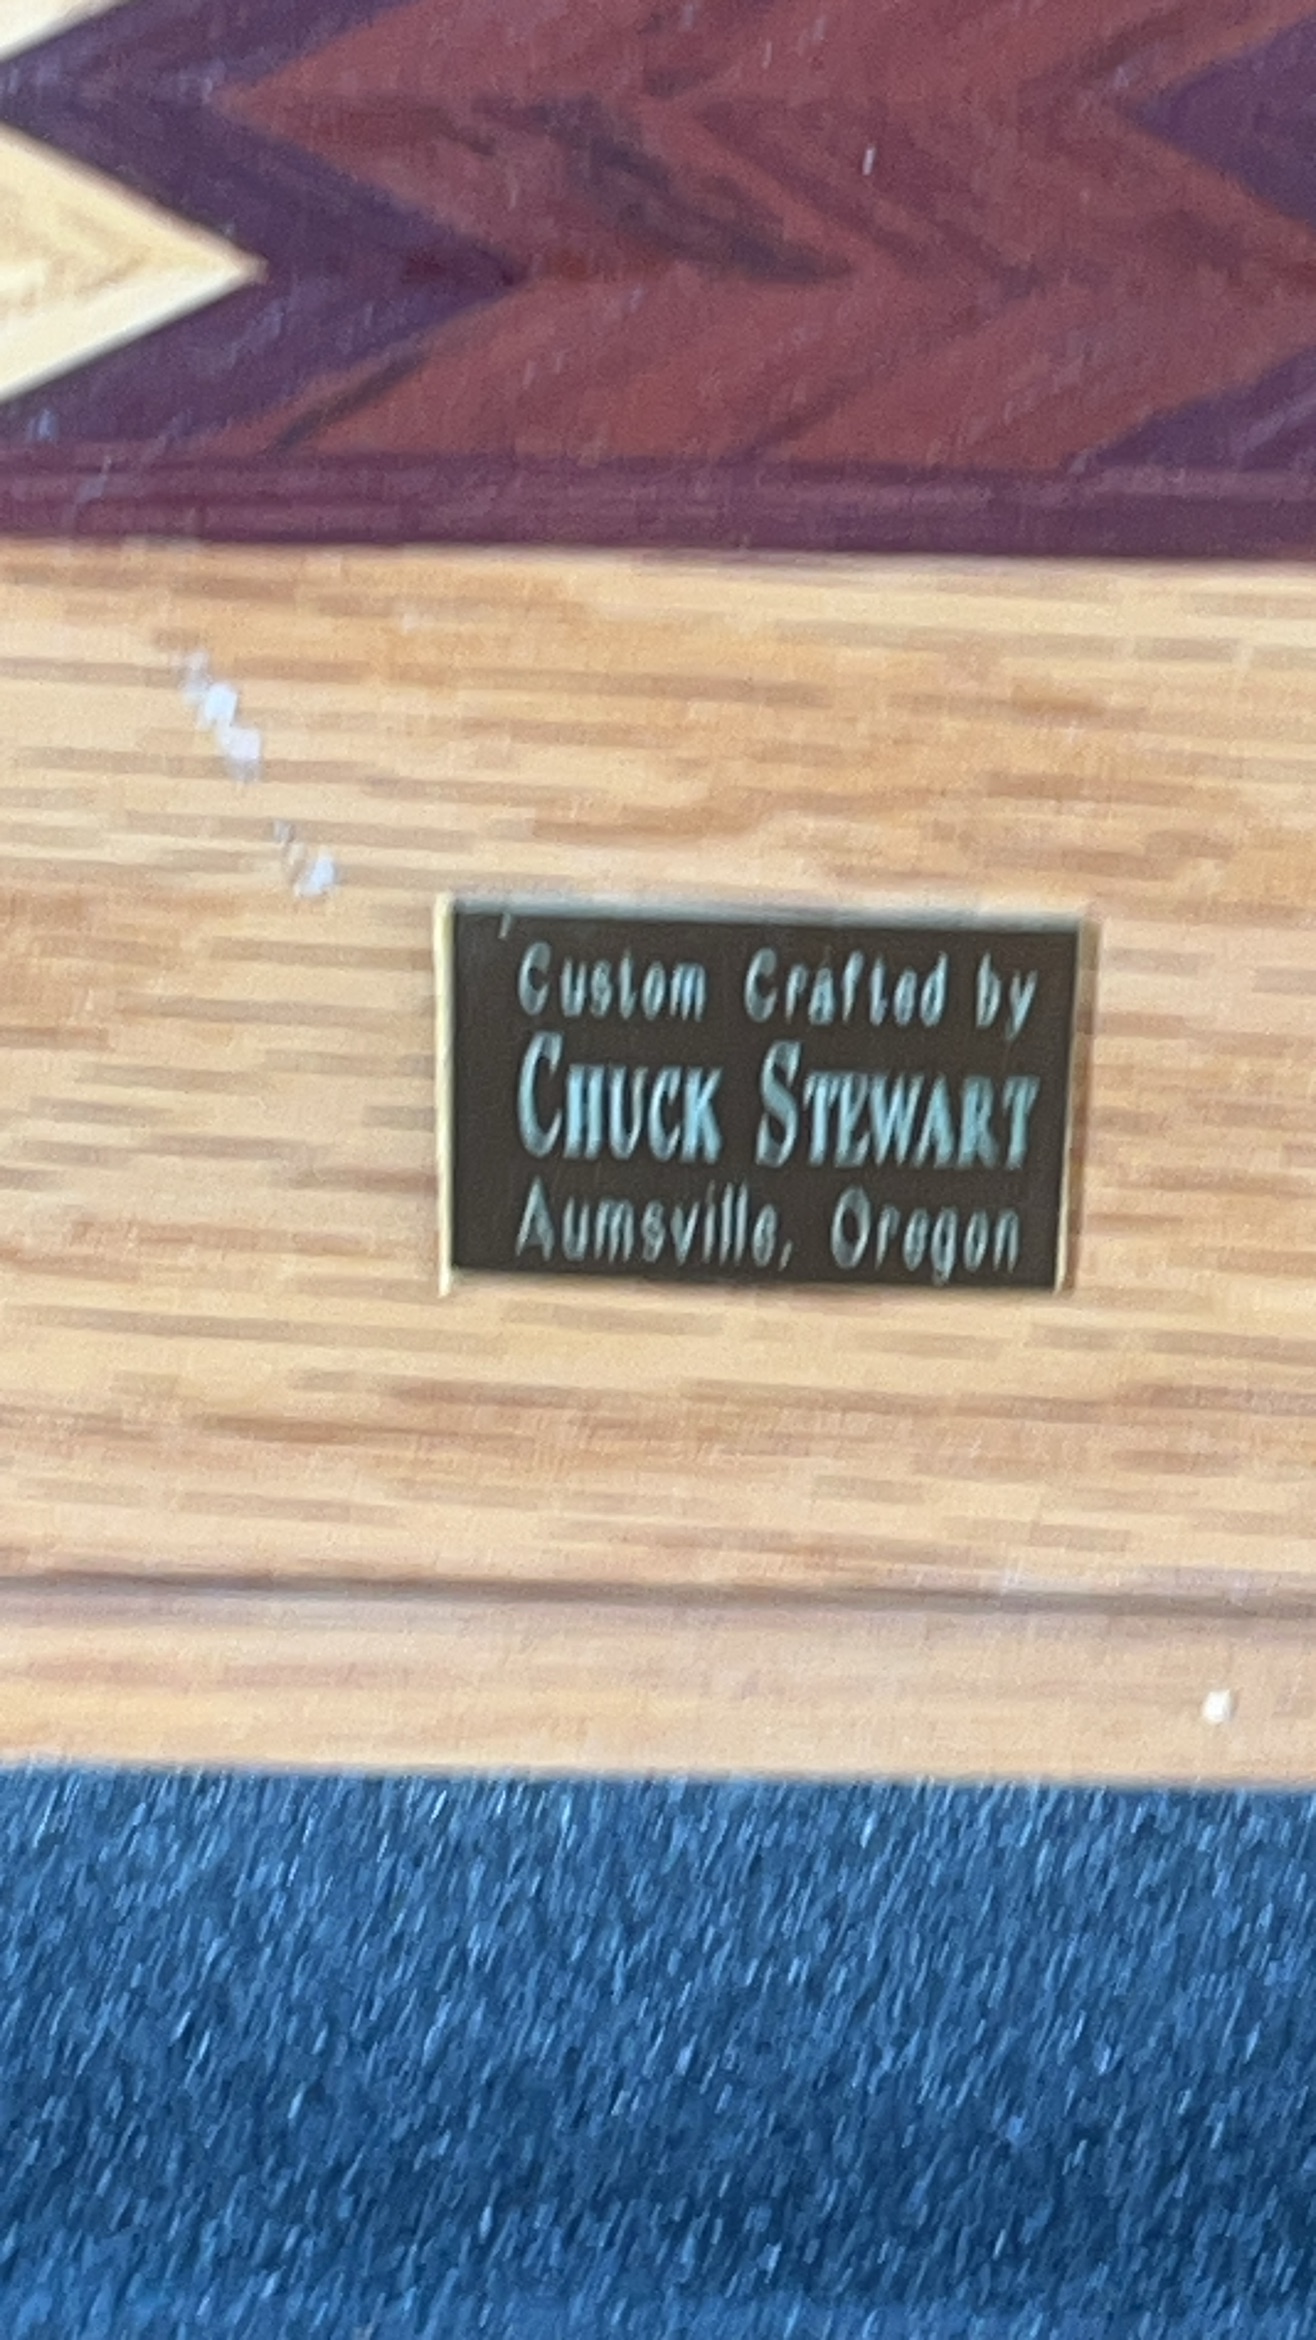 Custom Crafted by
CHUCK STEWART
Aumsville, Oregon